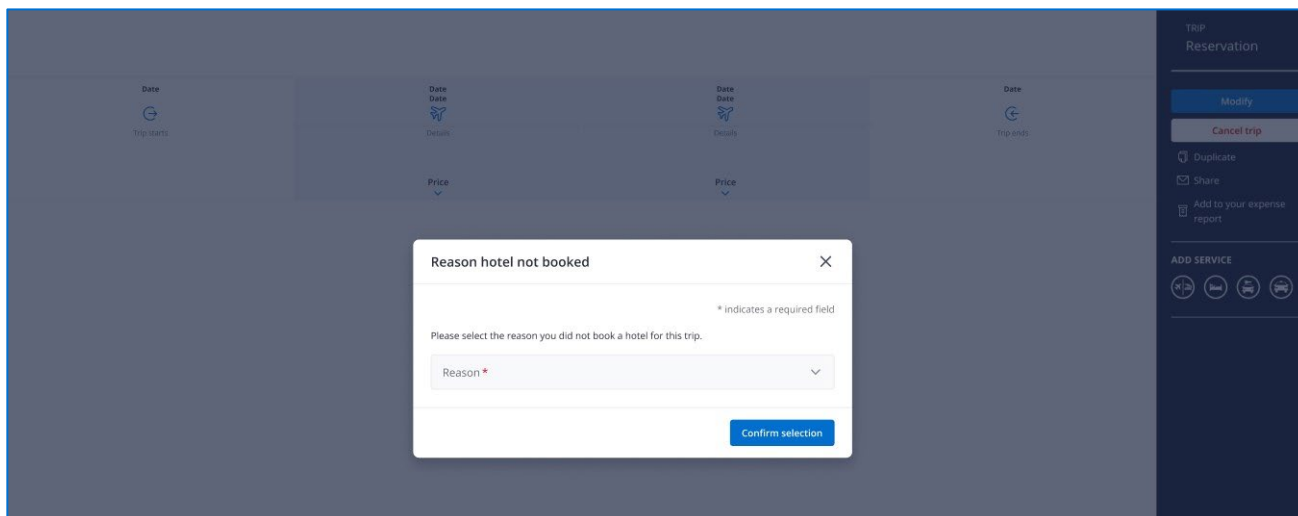 TRIP
Reservation
Date
Trip starts
Date
Date
Details
Price
Date
Date
Details
Price
Date
Trip ends
Modify
Cancel trip
Duplicate
Share
Add to your expense
report
ADD SERVICE
Reason hotel not booked
* indicates a required field
Please select the reason you did not book a hotel for this trip.
Reason *
Confirm selection